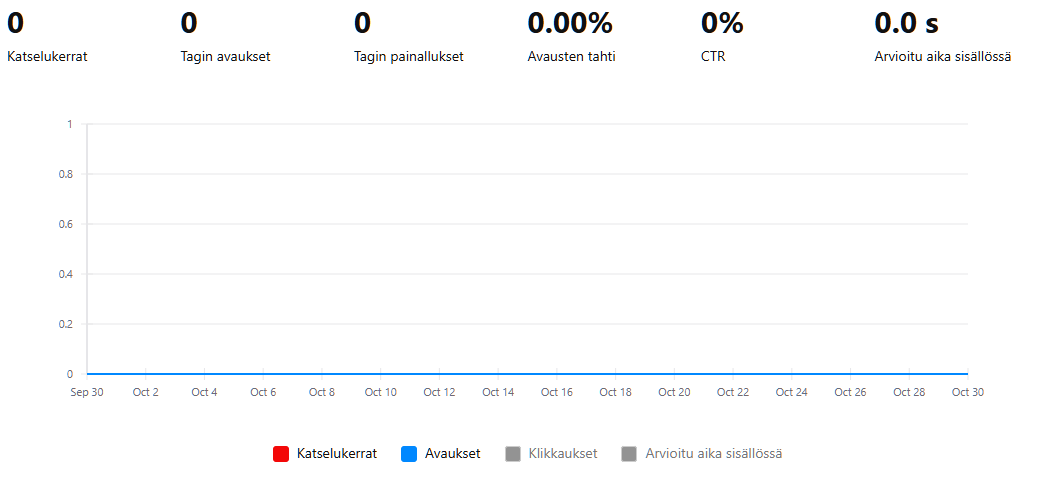 0 0 0 0.00% 0% 0.0 s
Katselukerrat Tagin avaukset Tagin painallukset Avausten tahti CTR Arvioitu aika sisällössä
1
0.8
0.6
0.4
0.2
0
Sep 30 Oct 2 Oct 4 Oct 6 Oct 8 Oct 10 Oct 12 Oct 14 Oct 16 Oct 18 Oct 20 Oct 22 Oct 24 Oct 26 Oct 28 Oct 30
Katselukerrat Avaukset Klikkaukset Arvioitu aika sisällössä